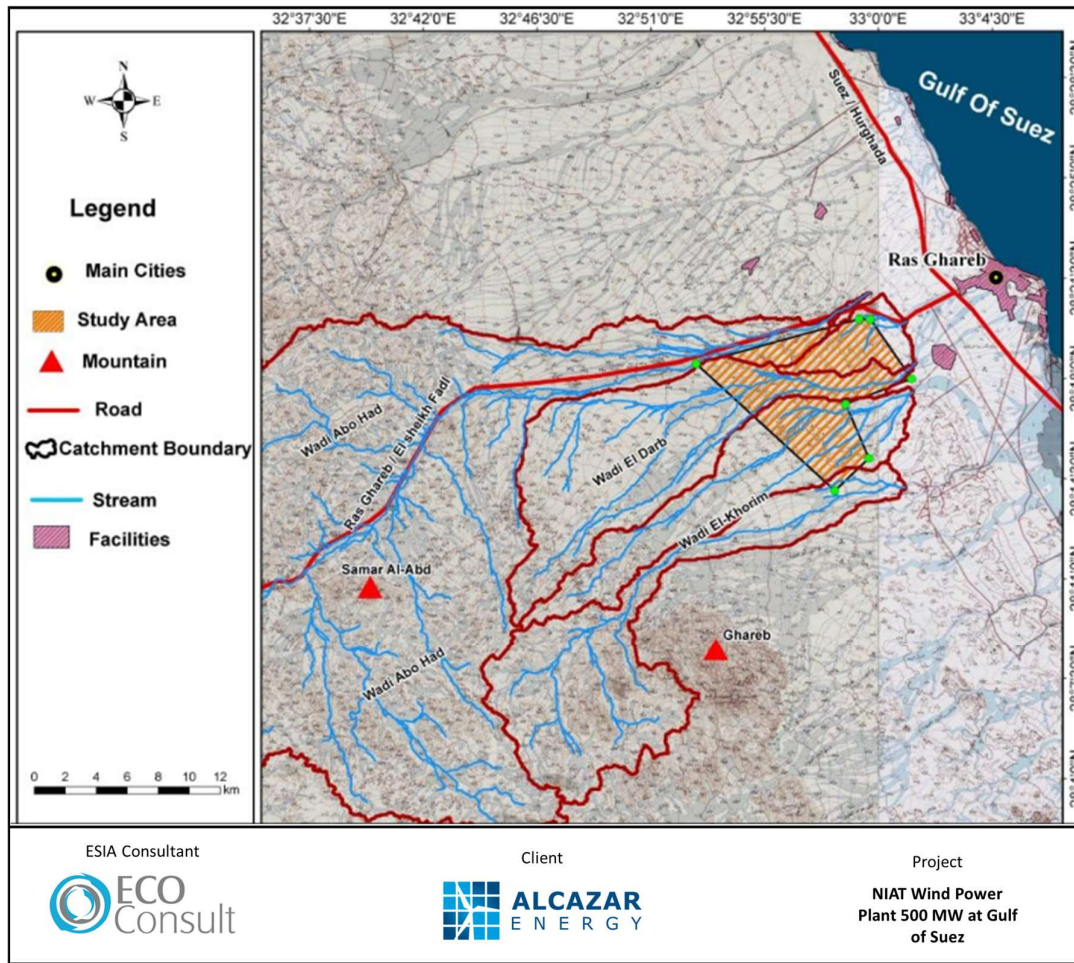 32°37'30"E
32°42'0"E
32°46'30"E
32°51'0"E
32°55'30"E
33°0'0"E
33°4'30"E
N
W
E
S
Legend
Main Cities
Study Area
Mountain
Road
Catchment Boundary
Stream
Facilities
0 2 4 6 8 10 12
km
Gulf Of Suez
Suez / Hurghada
Ras Ghareb
Wadi Abo Had
Ras Ghareb / El sheikh Fadl
Wadi El Darb
Wadi El-Khorim
Samar Al-Abd
Ghareb
Wadi Abo Had
ESIA Consultant
ECO
Consult
Client
ALCAZAR
ENERGY
Project
NIAT Wind Power
Plant 500 MW at Gulf
of Suez